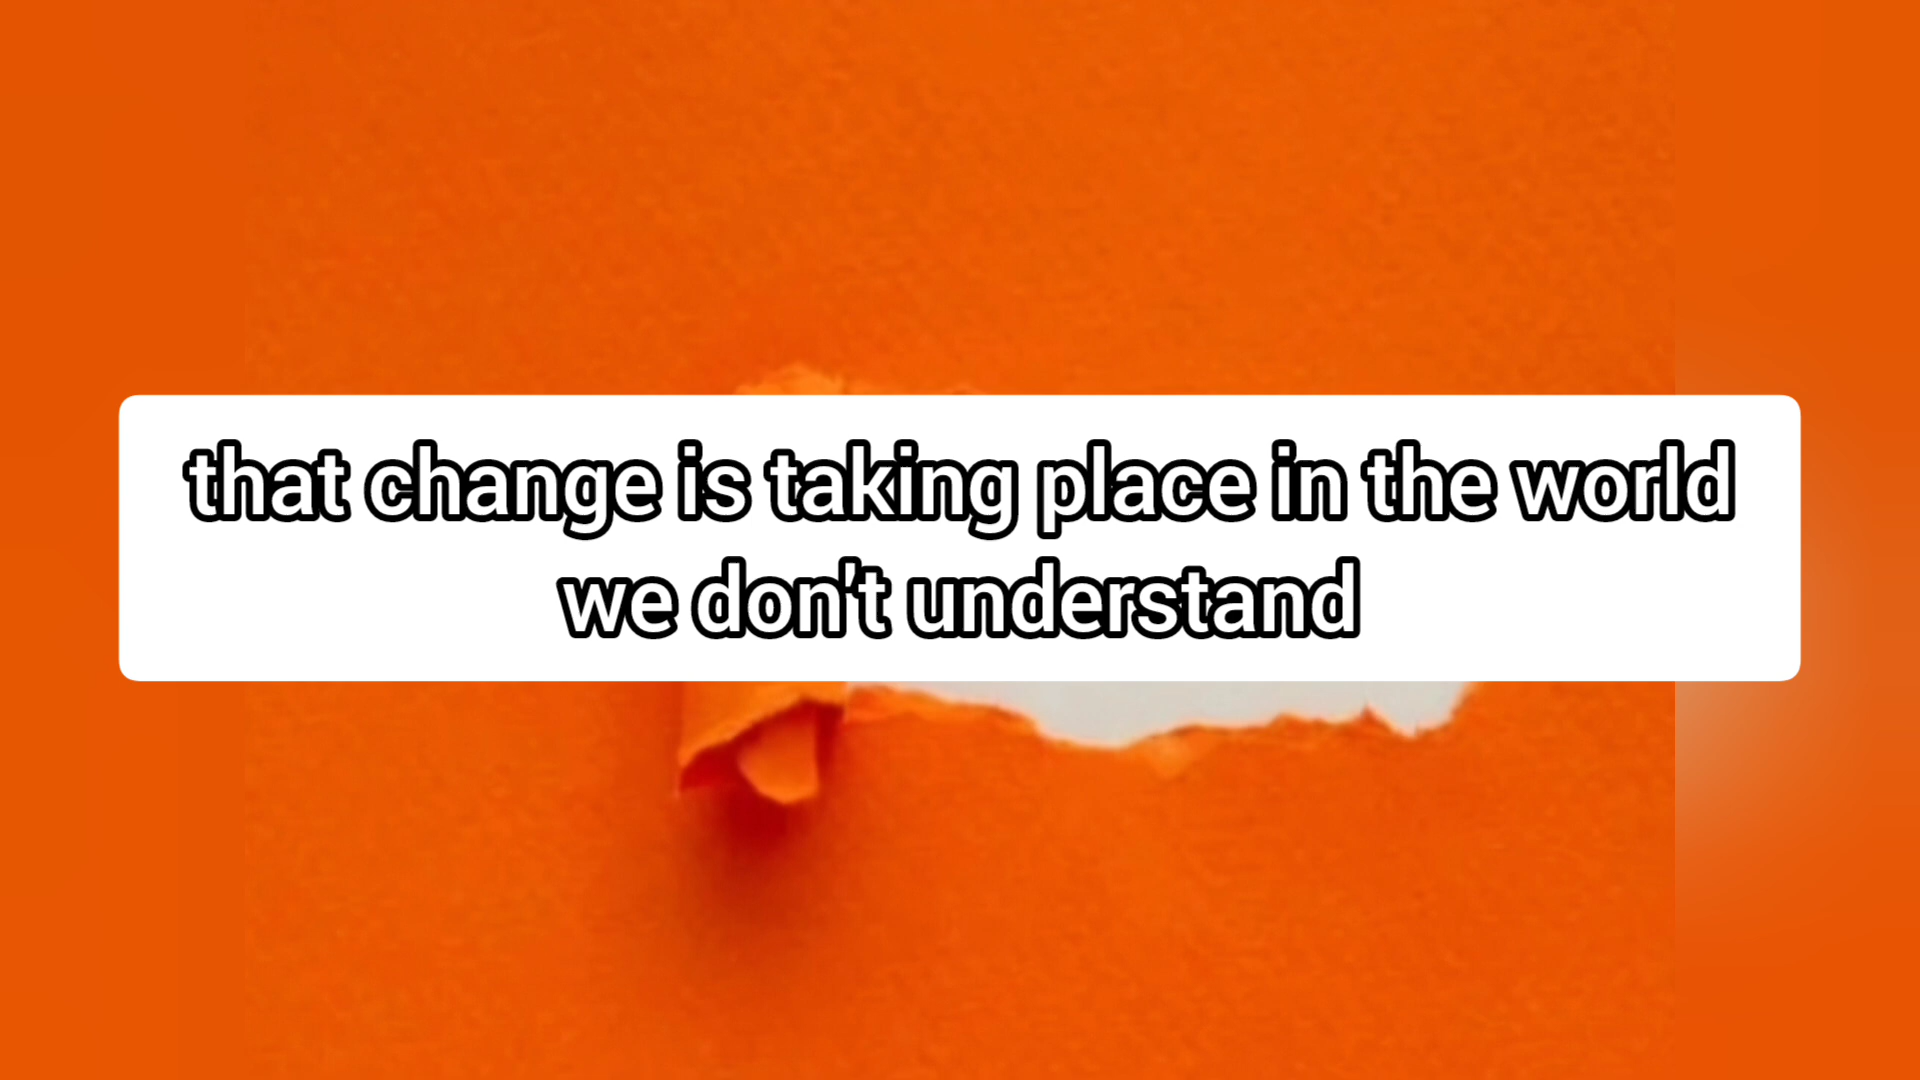 that change is taking place in the world
we don't understand